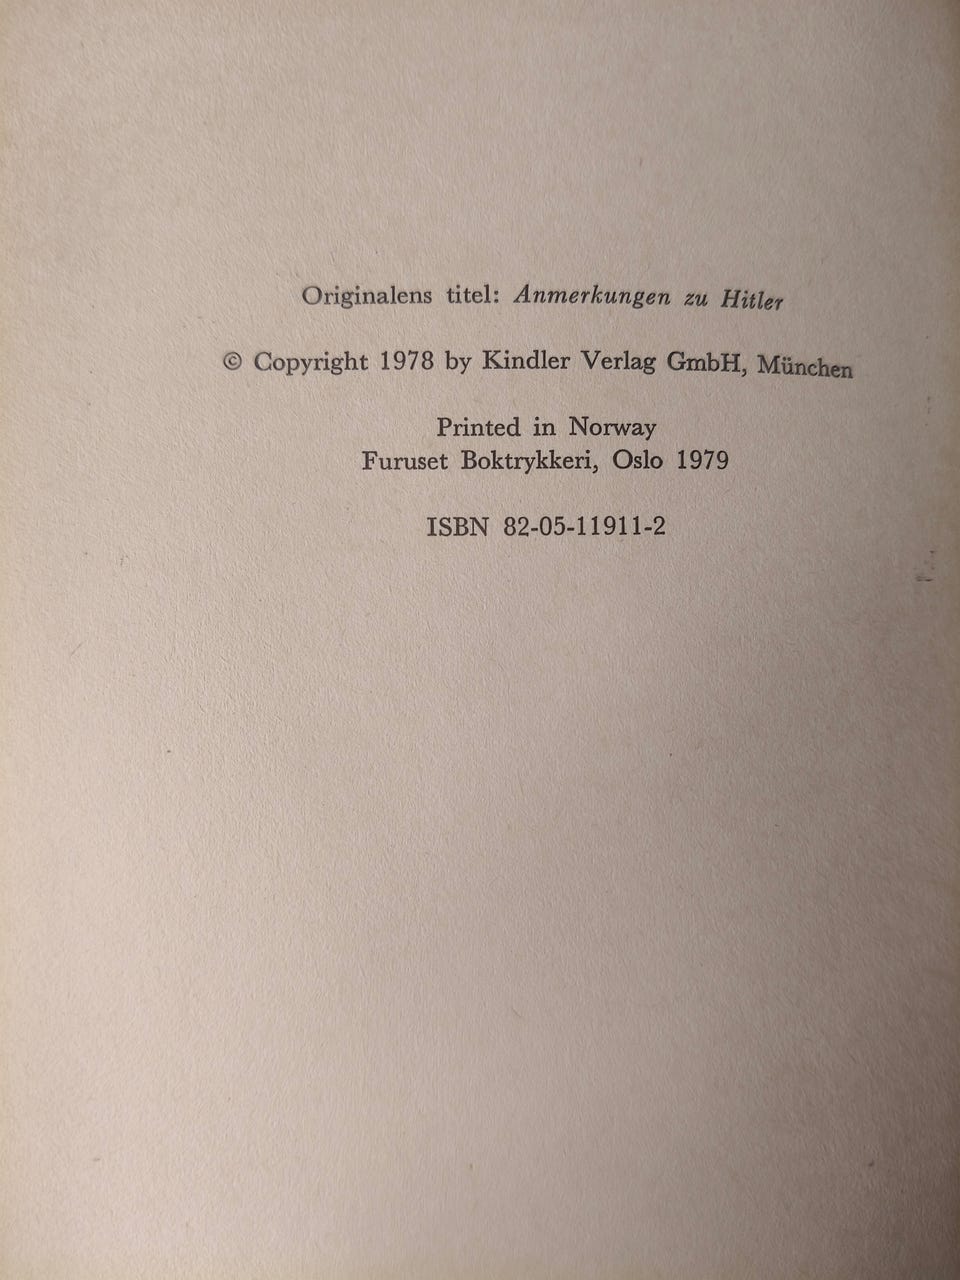 Originalens titel: Anmerkungen zu Hitler
© Copyright 1978 by Kindler Verlag GmbH, München
Printed in Norway
Furuset Boktrykkeri, Oslo 1979
ISBN 82-05-11911-2